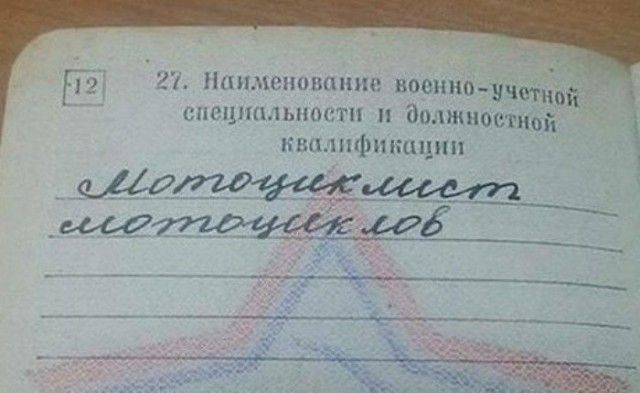 12
27. Наименование военно-учетной
специальности и должностной
квалификации
Мотоциклист
мотоциклов